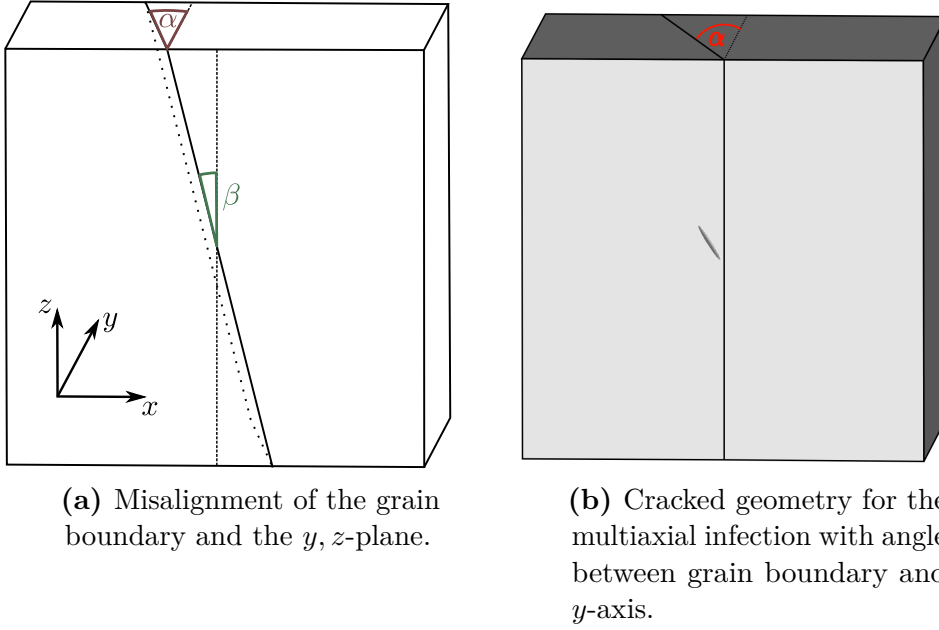 α
α
β
z
y
x
(a) Misalignment of the grain
boundary and the y, z-plane.
(b) Cracked geometry for the
multiaxial infection with angle
between grain boundary and
y-axis.